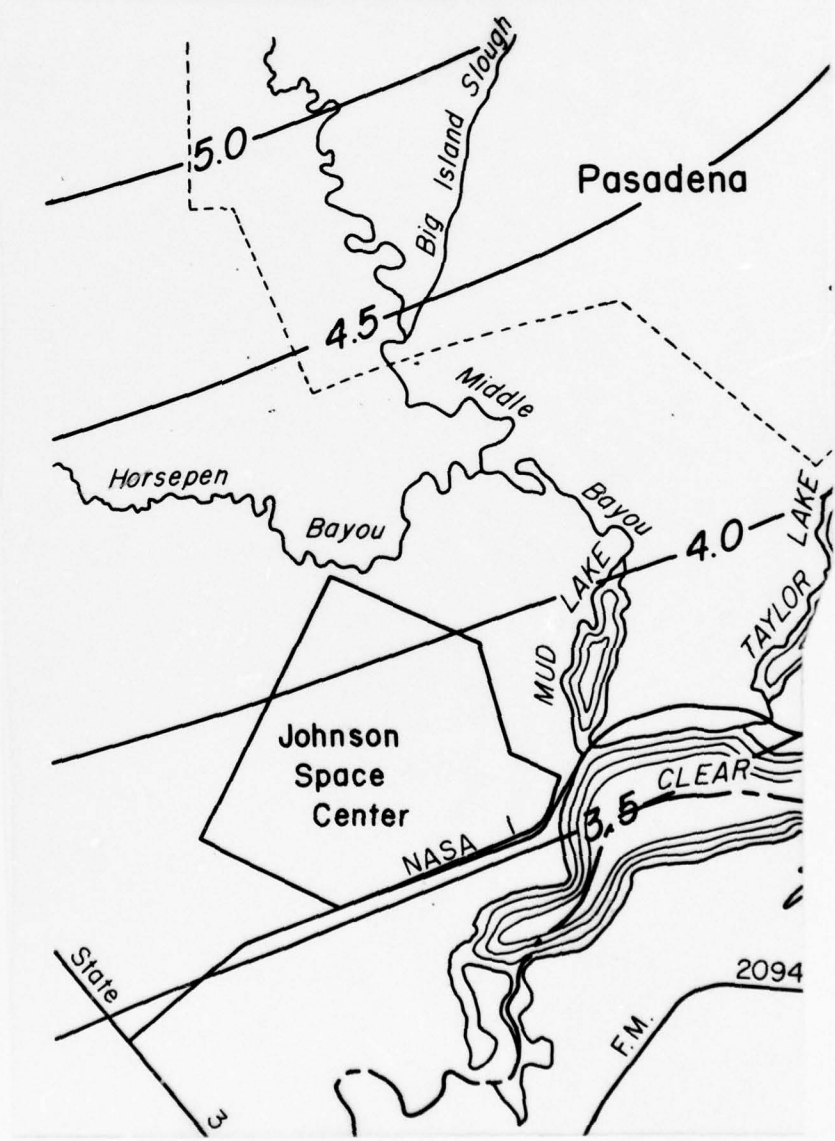 Big Island Slough
5.0
Pasadena
4.5
Middle
Bayou
Horsepen
Bayou
4.0
LAKE
TAYLOR
LAKE
MUD
Johnson
Space
Center
CLEAR
3.5
NASA 1
State
3
2094
F.M.